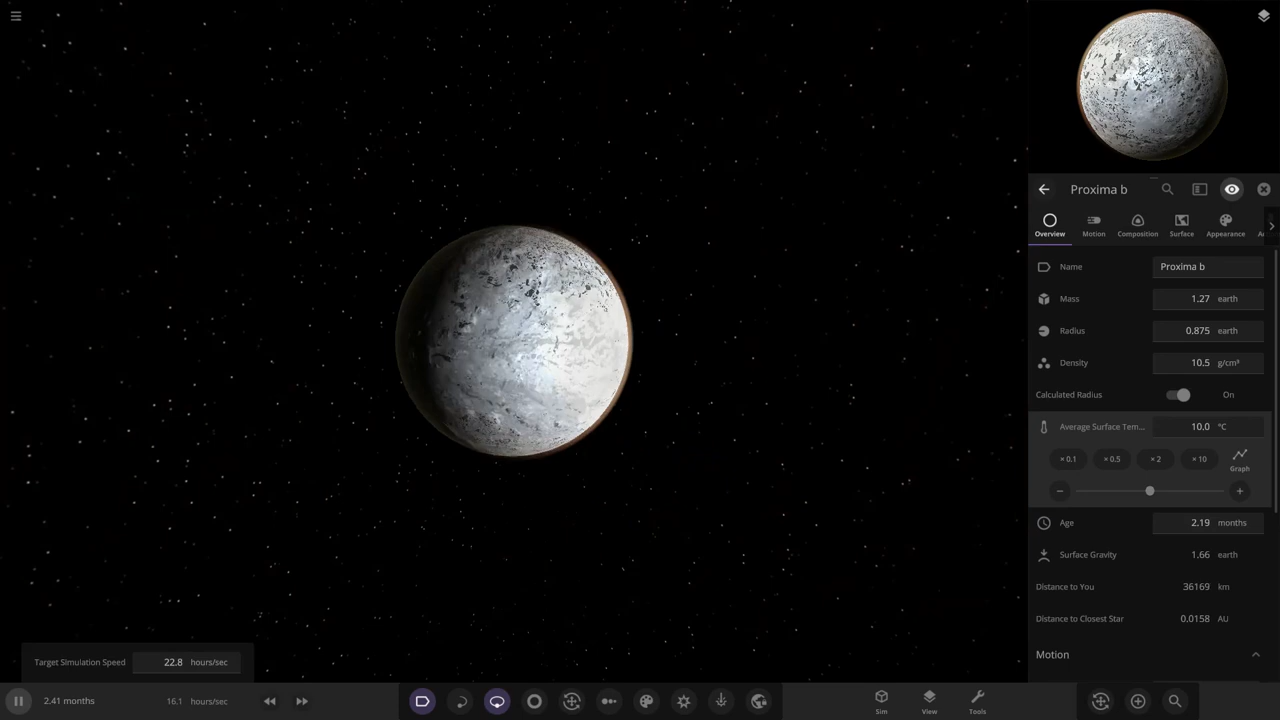 Proxima b
Overview
Motion
Composition
Surface
Appearance
Name Proxima b
Mass 1.27 earth
Radius 0.875 earth
Density 10.5 g/cm³
Calculated Radius On
Average Surface Tem... 10.0 °C
× 0.1 × 0.5 × 2 × 10 Graph
Age 2.19 months
Surface Gravity 1.66 earth
Distance to You 36169 km
Distance to Closest Star 0.0158 AU
Motion
Target Simulation Speed 22.8 hours/sec
2.41 months 16.1 hours/sec
Sim View Tools